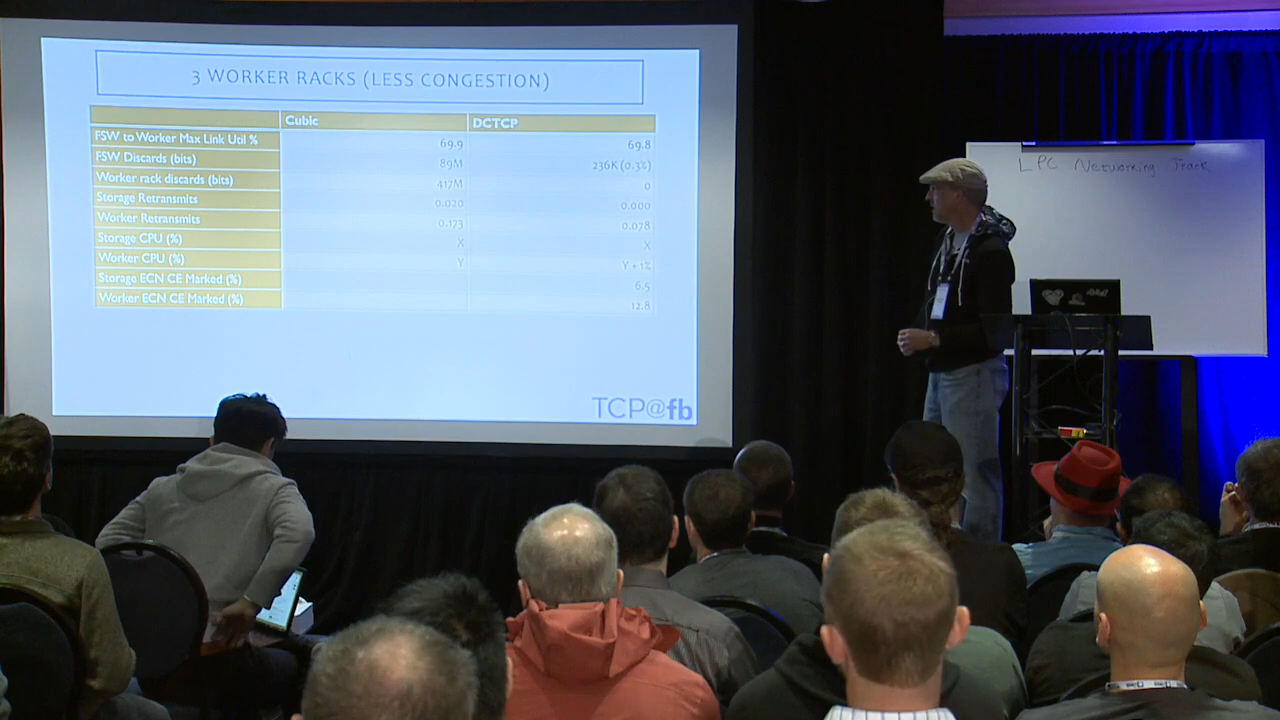 3 WORKER RACKS (LESS CONGESTION)
Cubic DCTCP
FSW to Worker Max Link Util % 69.9 69.8
FSW Discards (bits) 89M 236K (0.3%)
Worker rack discards (bits) 417M 0
Storage Retransmits 0.020 0.000
Worker Retransmits 0.173 0.078
Storage CPU (%) X X
Worker CPU (%) Y Y + 1%
Storage ECN CE Marked (%) 6.5
Worker ECN CE Marked (%) 12.8
TCP@fb
LPC Networking Track